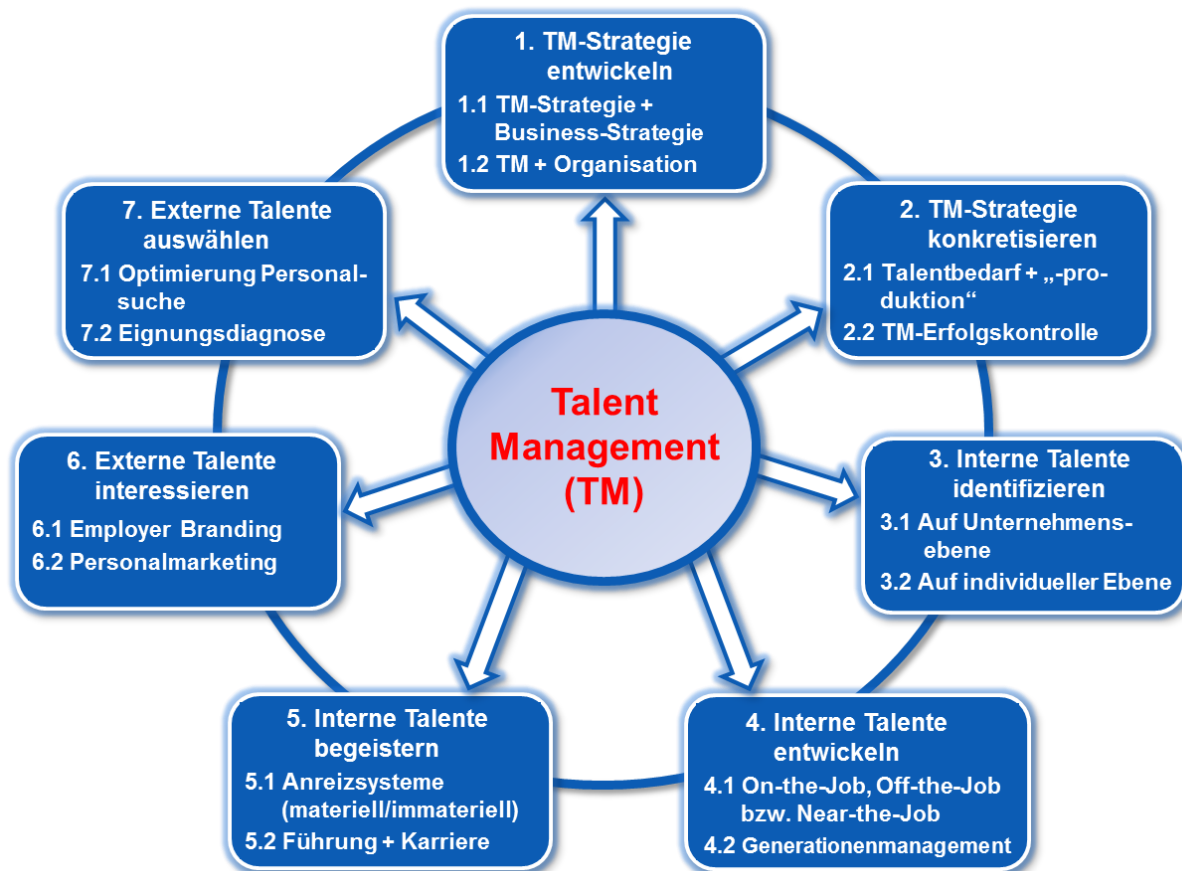 1. TM-Strategie
entwickeln
1.1 TM-Strategie +
Business-Strategie
1.2 TM + Organisation
2. TM-Strategie
konkretisieren
2.1 Talentbedarf + „-pro-
duktion“
2.2 TM-Erfolgskontrolle
3. Interne Talente
identifizieren
3.1 Auf Unternehmens-
ebene
3.2 Auf individueller Ebene
4. Interne Talente
entwickeln
4.1 On-the-Job, Off-the-Job
bzw. Near-the-Job
4.2 Generationenmanagement
5. Interne Talente
begeistern
5.1 Anreizsysteme
(materiell/immateriell)
5.2 Führung + Karriere
6. Externe Talente
interessieren
6.1 Employer Branding
6.2 Personalmarketing
7. Externe Talente
auswählen
7.1 Optimierung Personal-
suche
7.2 Eignungsdiagnose
Talent
Management
(TM)